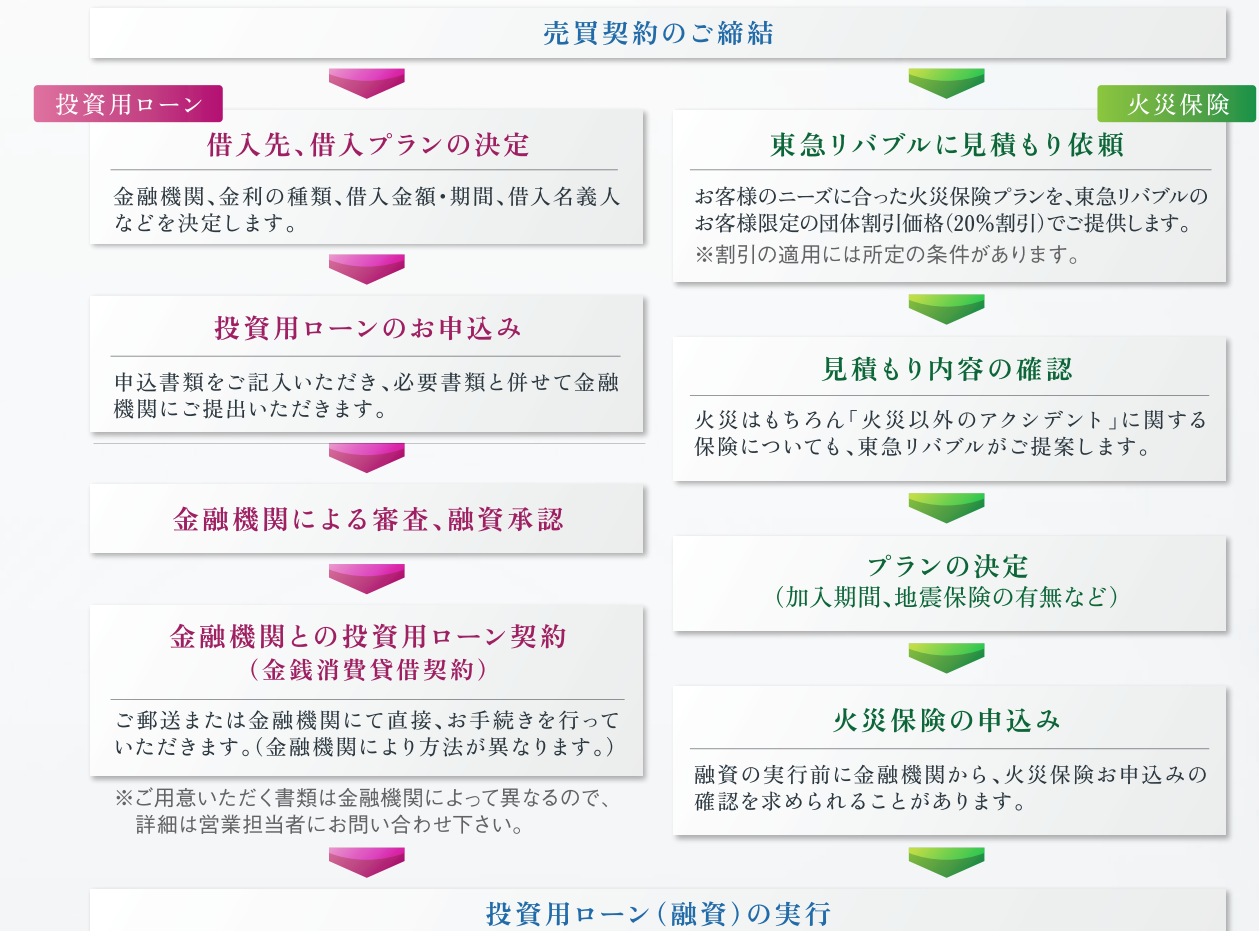 売買契約のご締結
投資用ローン
借入先、借入プランの決定
金融機関、金利の種類、借入金額・期間、借入名義人
などを決定します。
投資用ローンのお申込み
申込書類をご記入いただき、必要書類と併せて金融
機関にご提出いただきます。
金融機関による審査、融資承認
金融機関との投資用ローン契約
（金銭消費貸借契約）
ご郵送または金融機関にて直接、お手続きを行って
いただきます。（金融機関により方法が異なります。）
※ご用意いただく書類は金融機関によって異なるので、
詳細は営業担当者にお問い合わせ下さい。
火災保険
東急リバブルに見積もり依頼
お客様のニーズに合った火災保険プランを、東急リバブルの
お客様限定の団体割引価格（20％割引）でご提供します。
※割引の適用には所定の条件があります。
見積もり内容の確認
火災はもちろん「火災以外のアクシデント」に関する
保険についても、東急リバブルがご提案します。
プランの決定
（加入期間、地震保険の有無など）
火災保険の申込み
融資の実行前に金融機関から、火災保険お申込みの
確認を求められることがあります。
投資用ローン（融資）の実行